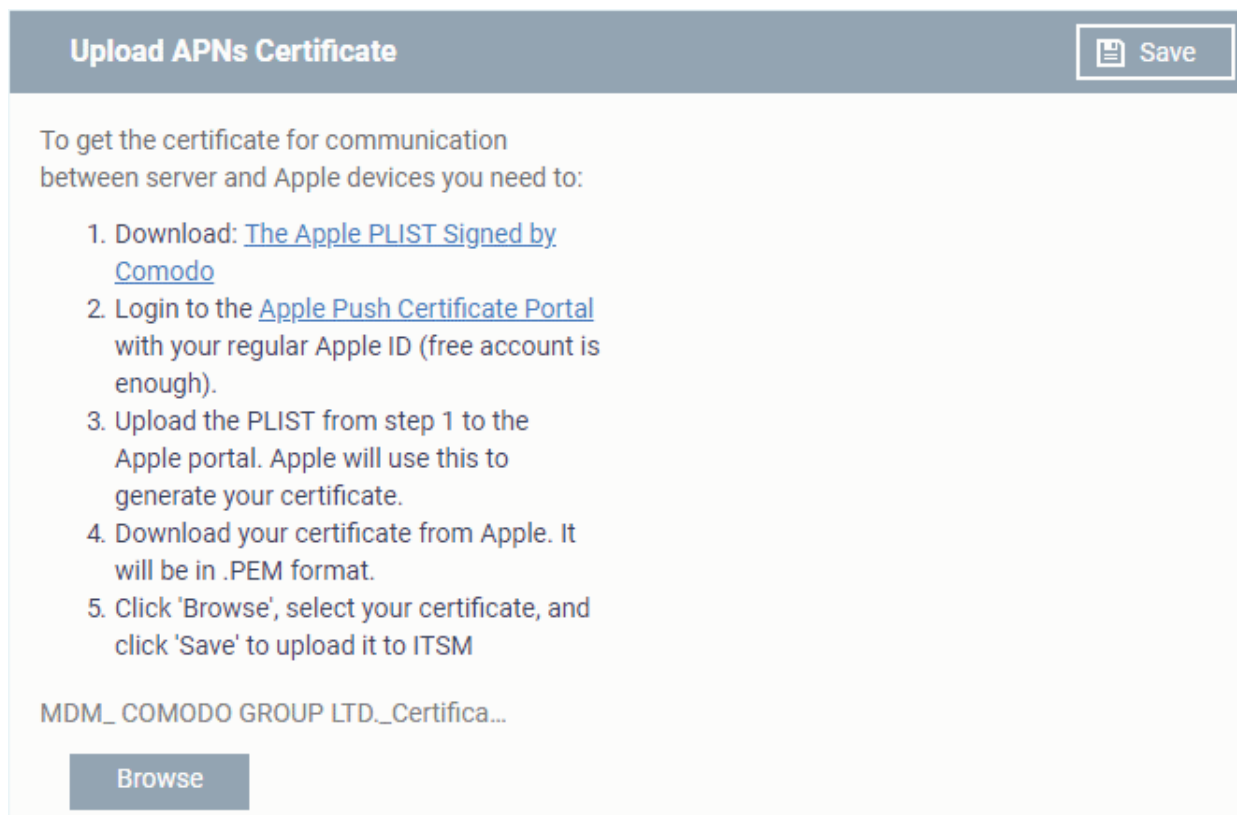 Upload APNs Certificate
Save
To get the certificate for communication
between server and Apple devices you need to:
1. Download: The Apple PLIST Signed by
Comodo
2. Login to the Apple Push Certificate Portal
with your regular Apple ID (free account is
enough).
3. Upload the PLIST from step 1 to the
Apple portal. Apple will use this to
generate your certificate.
4. Download your certificate from Apple. It
will be in .PEM format.
5. Click 'Browse', select your certificate, and
click 'Save' to upload it to ITSM
MDM_ COMODO GROUP LTD._Certifica...
Browse